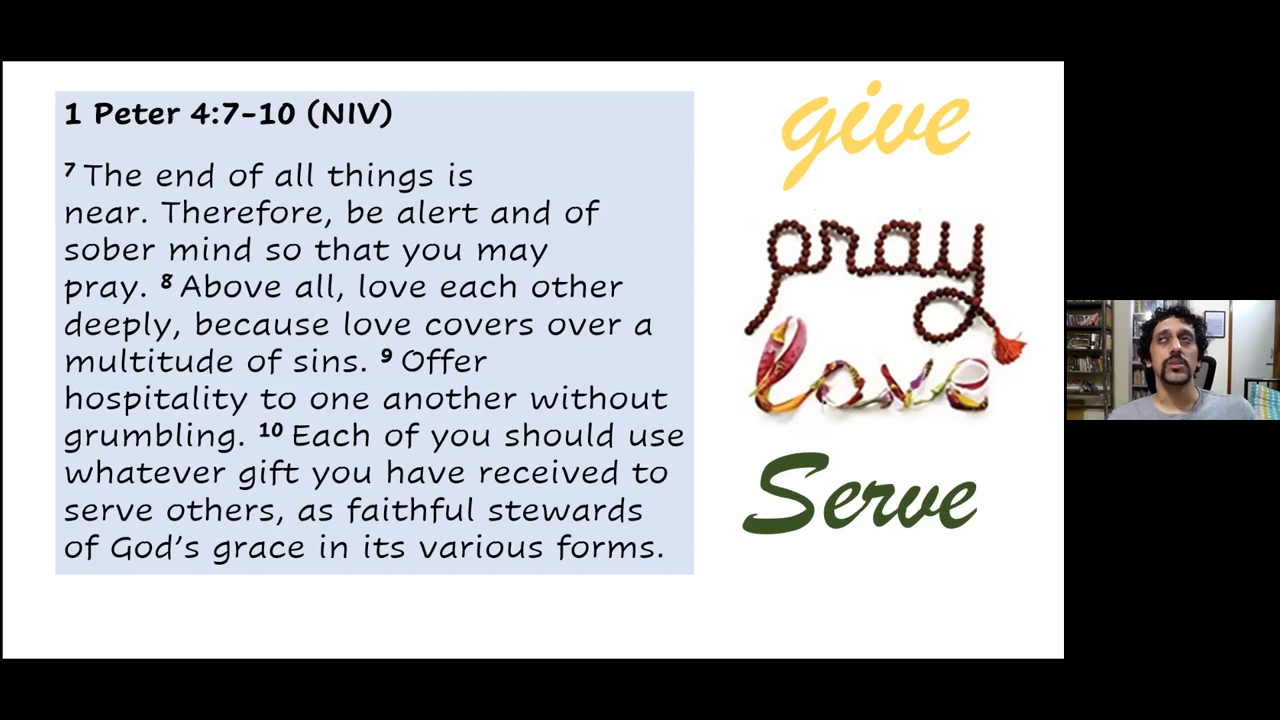 1 Peter 4:7-10 (NIV)
⁷ The end of all things is
near. Therefore, be alert and of
sober mind so that you may
pray. ⁸ Above all, love each other
deeply, because love covers over a
multitude of sins. ⁹ Offer
hospitality to one another without
grumbling. ¹⁰ Each of you should use
whatever gift you have received to
serve others, as faithful stewards
of God’s grace in its various forms.
give
pray
love
Serve